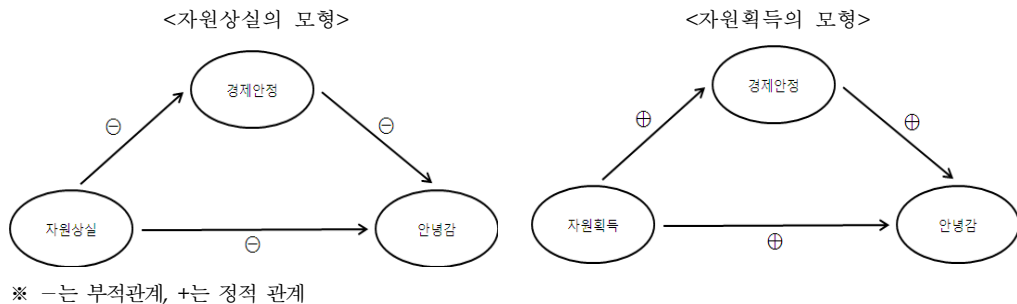 <자원상실의 모형>
<자원획득의 모형>
경제안정
경제안정
⊖
⊖
⊕
⊕
자원상실
안녕감
자원획득
안녕감
⊖
⊕
※ −는 부적관계, +는 정적 관계